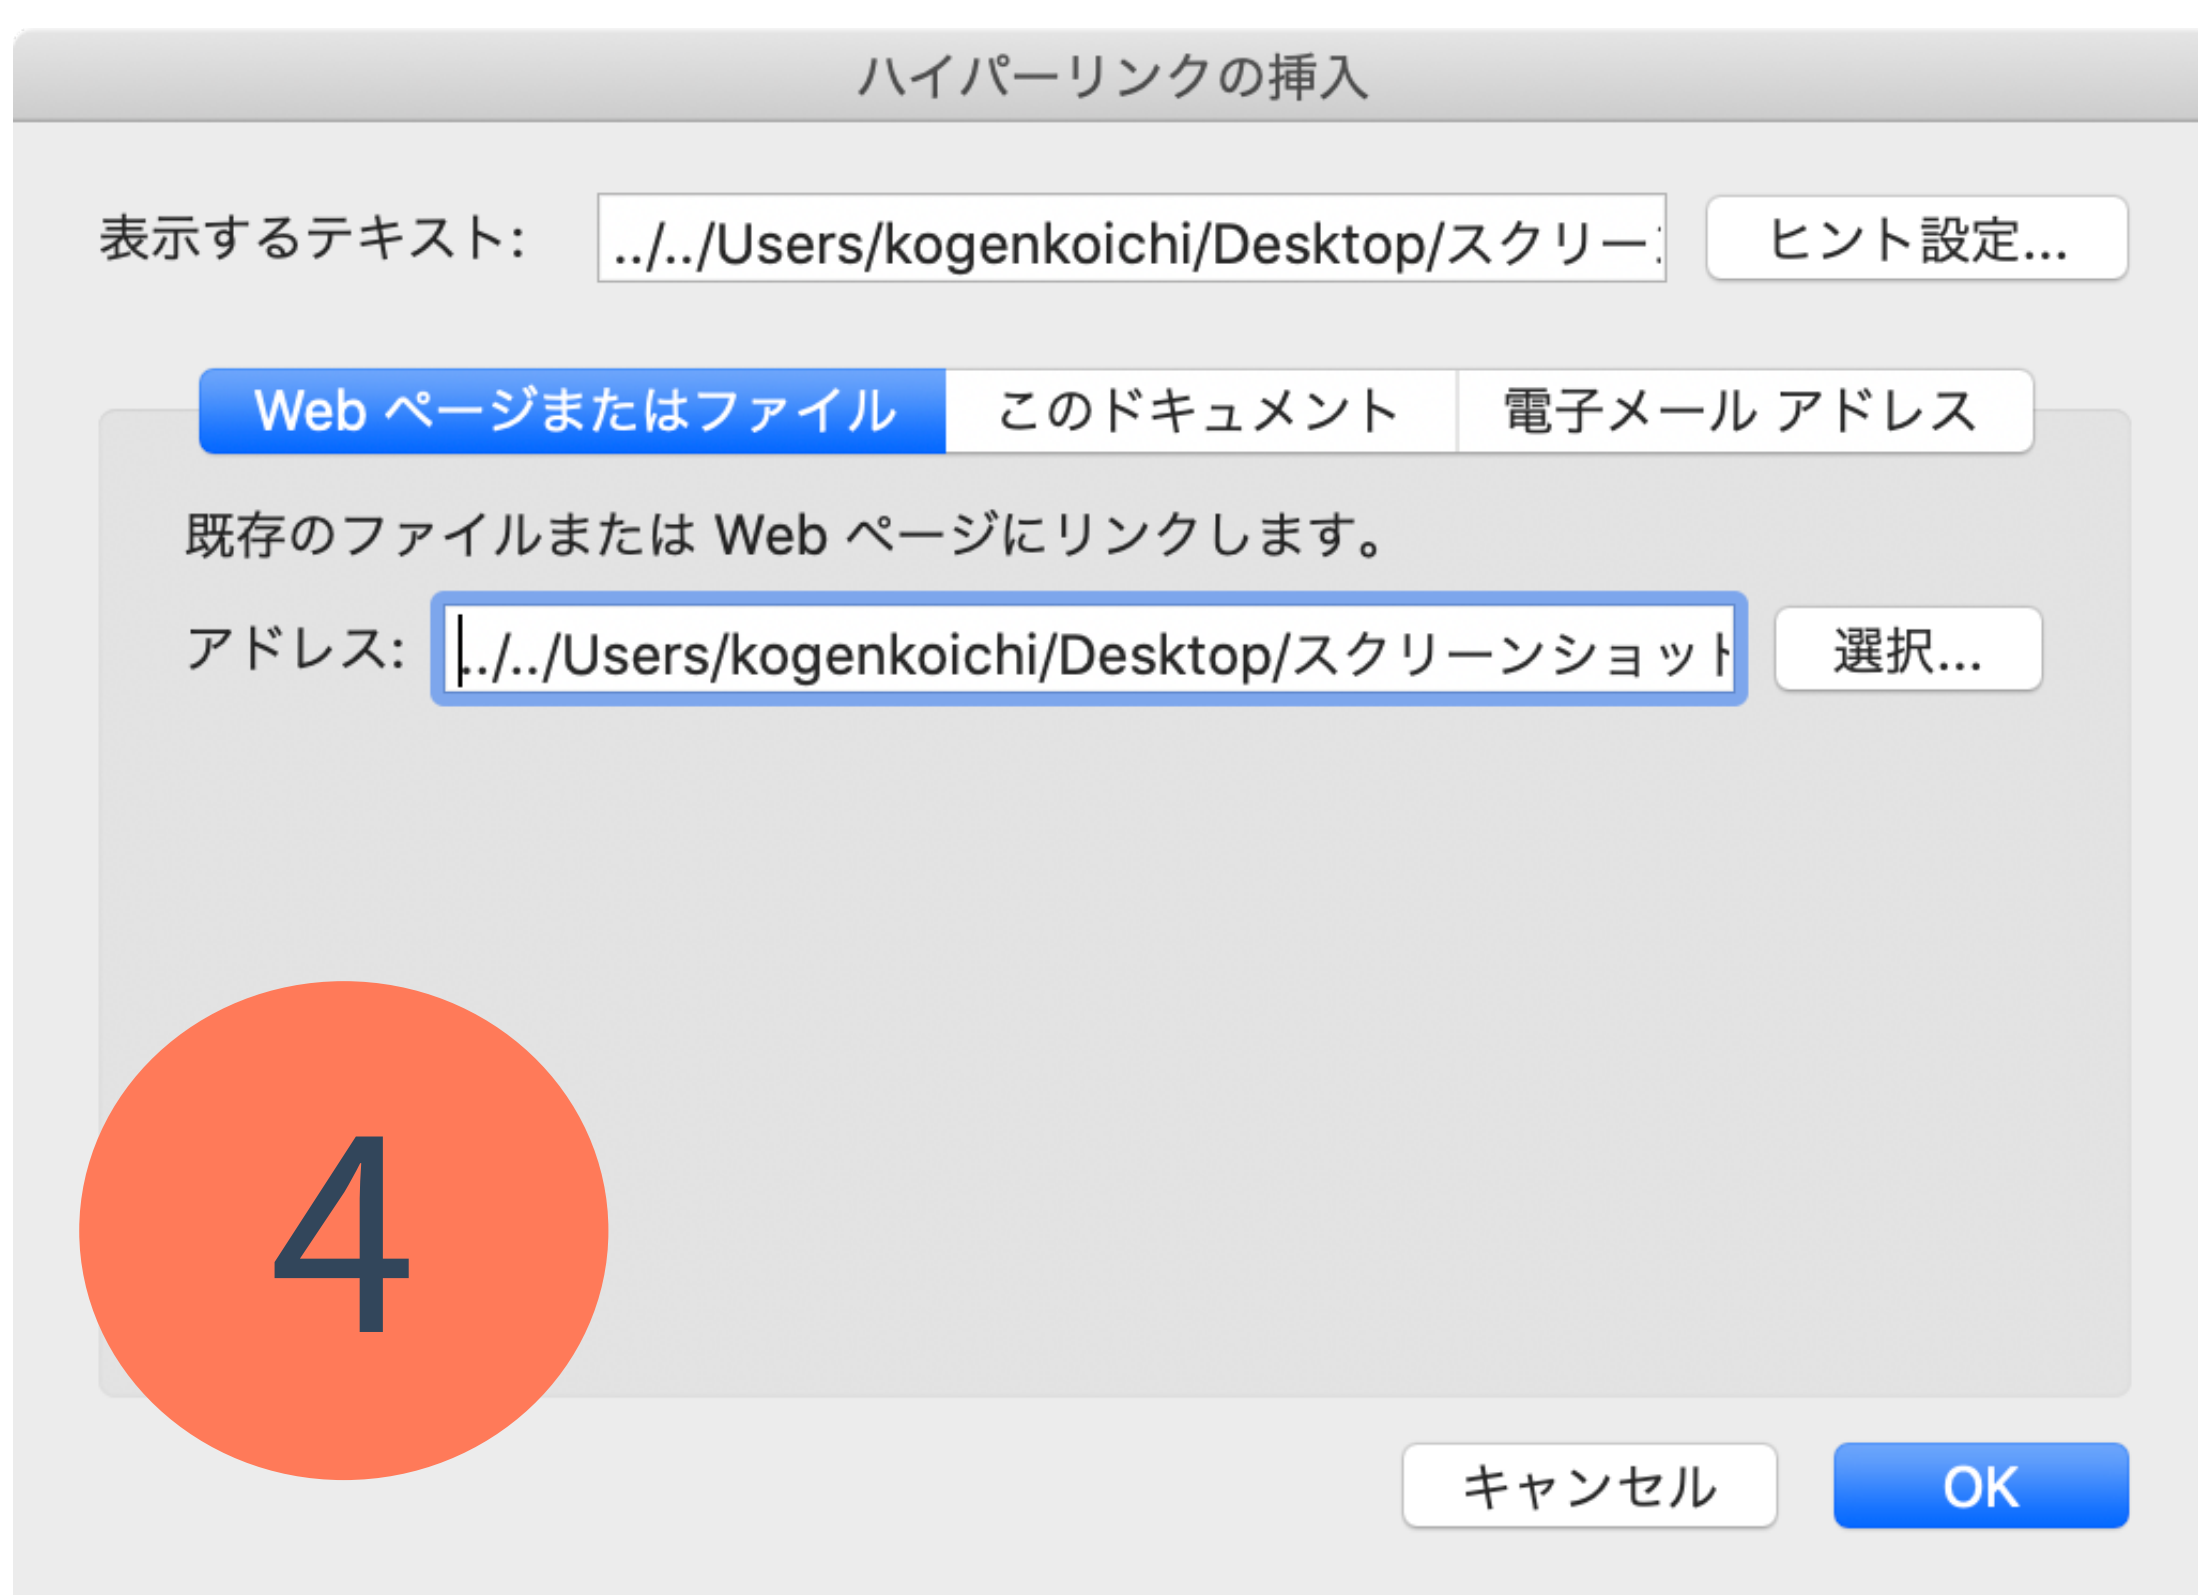 ハイパーリンクの挿入
表示するテキスト: ../../Users/kogenkoichi/Desktop/スクリー ヒント設定...
Web ページまたはファイル このドキュメント 電子メール アドレス
既存のファイルまたは Web ページにリンクします。
アドレス: ../../Users/kogenkoichi/Desktop/スクリーンショット 選択...
4
キャンセル OK